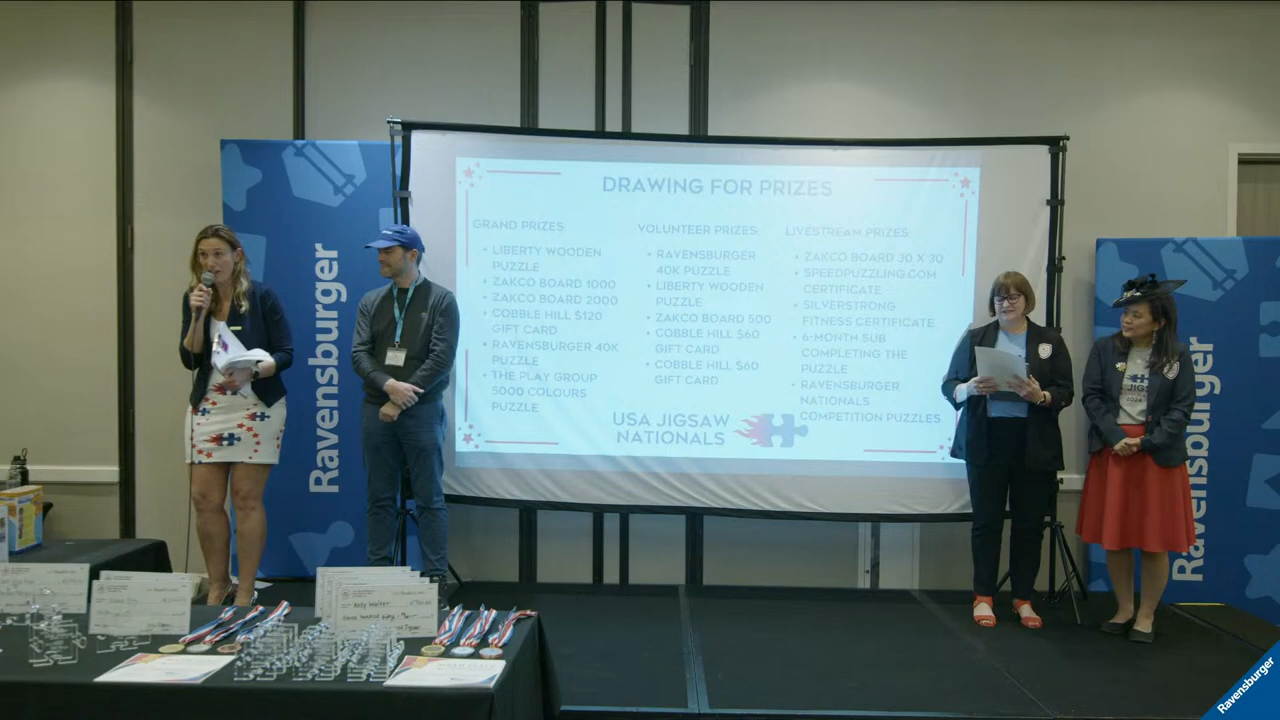 DRAWING FOR PRIZES
GRAND PRIZES
• LIBERTY WOODEN
PUZZLE
• ZAKCO BOARD 1000
• ZAKCO BOARD 2000
• COBBLE HILL $120
GIFT CARD
• RAVENSBURGER 40K
PUZZLE
• THE PLAY GROUP
5000 COLOURS
PUZZLE
VOLUNTEER PRIZES:
• RAVENSBURGER
40K PUZZLE
• LIBERTY WOODEN
PUZZLE
• ZAKCO BOARD 500
• COBBLE HILL $60
GIFT CARD
• COBBLE HILL $60
GIFT CARD
LIVESTREAM PRIZES:
• ZAKCO BOARD 30 X 30
• SPEEDPUZZLING.COM
CERTIFICATE
• SILVERSTRONG
FITNESS CERTIFICATE
• 6-MONTH SUB
COMPLETING THE
PUZZLE
• RAVENSBURGER
NATIONALS
COMPETITION PUZZLES
USA JIGSAW
NATIONALS
Ravensburger
Ravensburger
JIGS
Kelly Walter
Ravensburger